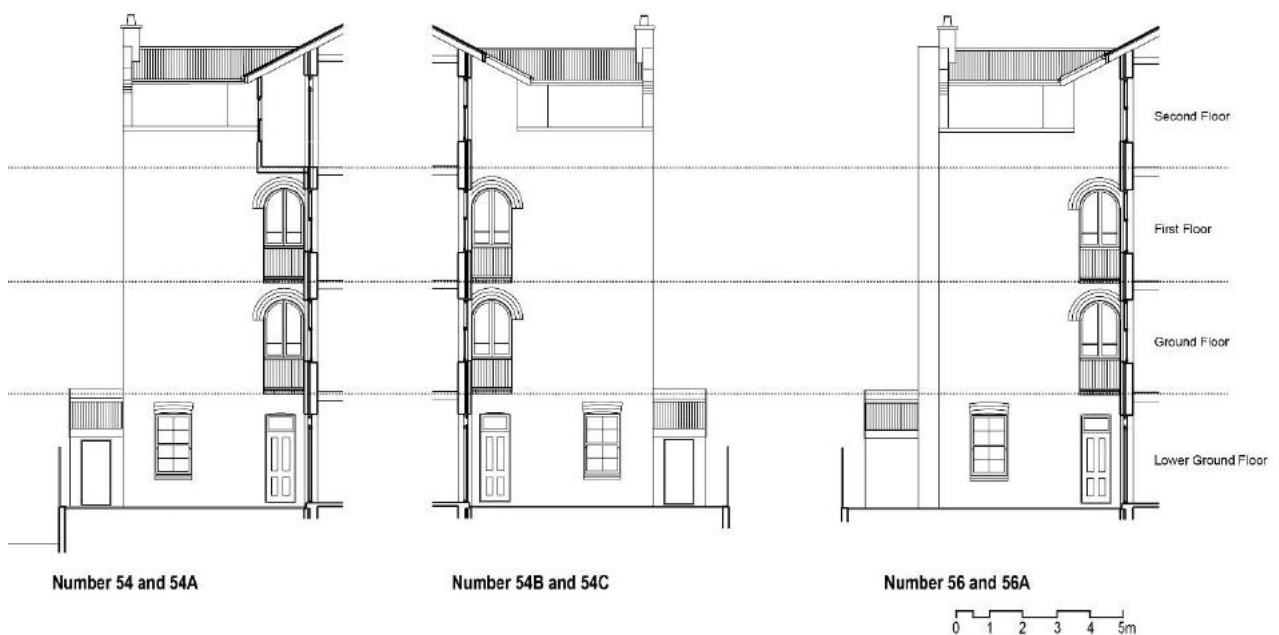 Second Floor
First Floor
Ground Floor
Lower Ground Floor
Number 54 and 54A
Number 54B and 54C
Number 56 and 56A
0 1 2 3 4 5m